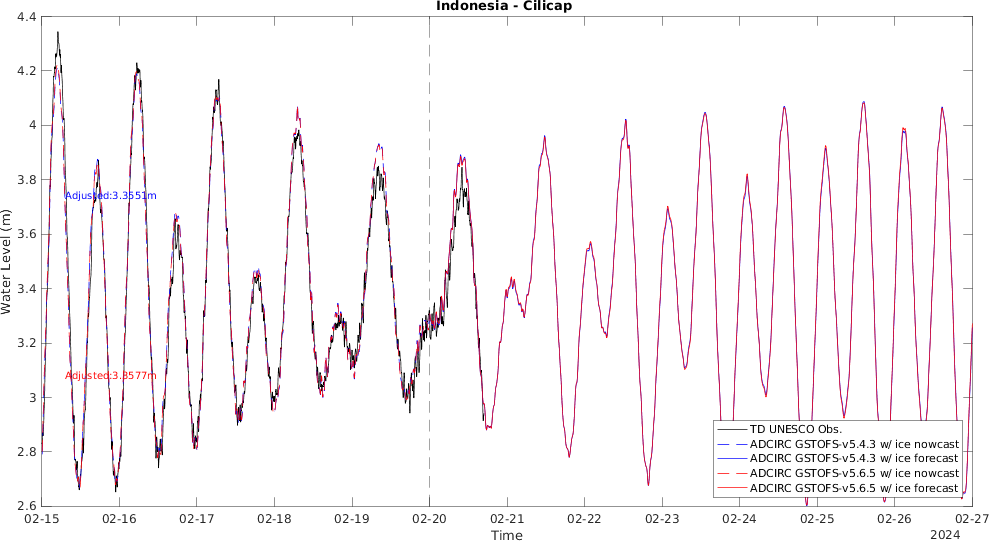 Indonesia - Cilicap
4.4
4.2
4
3.8
3.6
3.4
3.2
3
2.8
2.6
Water Level (m)
Adjusted:3.3551m
Adjusted:3.3577m
TD UNESCO Obs.
ADCIRC GSTOFS-v5.4.3 w/ ice nowcast
ADCIRC GSTOFS-v5.4.3 w/ ice forecast
ADCIRC GSTOFS-v5.6.5 w/ ice nowcast
ADCIRC GSTOFS-v5.6.5 w/ ice forecast
02-15 02-16 02-17 02-18 02-19 02-20 02-21 02-22 02-23 02-24 02-25 02-26 02-27
Time 2024